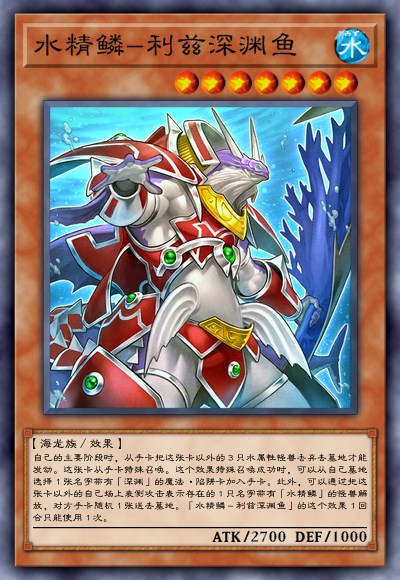 水精鳞-利兹深渊鱼
水
【海龙族/效果】
自己的主要阶段时，从手卡把这张卡以外的3只水属性怪兽丢弃去墓地才能
发动。这张卡从手卡特殊召唤。这个效果特殊召唤成功时，可以从自己墓地
选择1张名字带有「深渊」的魔法·陷阱卡加入手卡。此外，可以通过把这
张卡以外的自己场上表侧攻击表示存在的1只名字带有「水精鳞」的怪兽解
放，对方手卡随机1张送去墓地。「水精鳞-利兹深渊鱼」的这个效果1回
合只能使用1次。
ATK/2700 DEF/1000